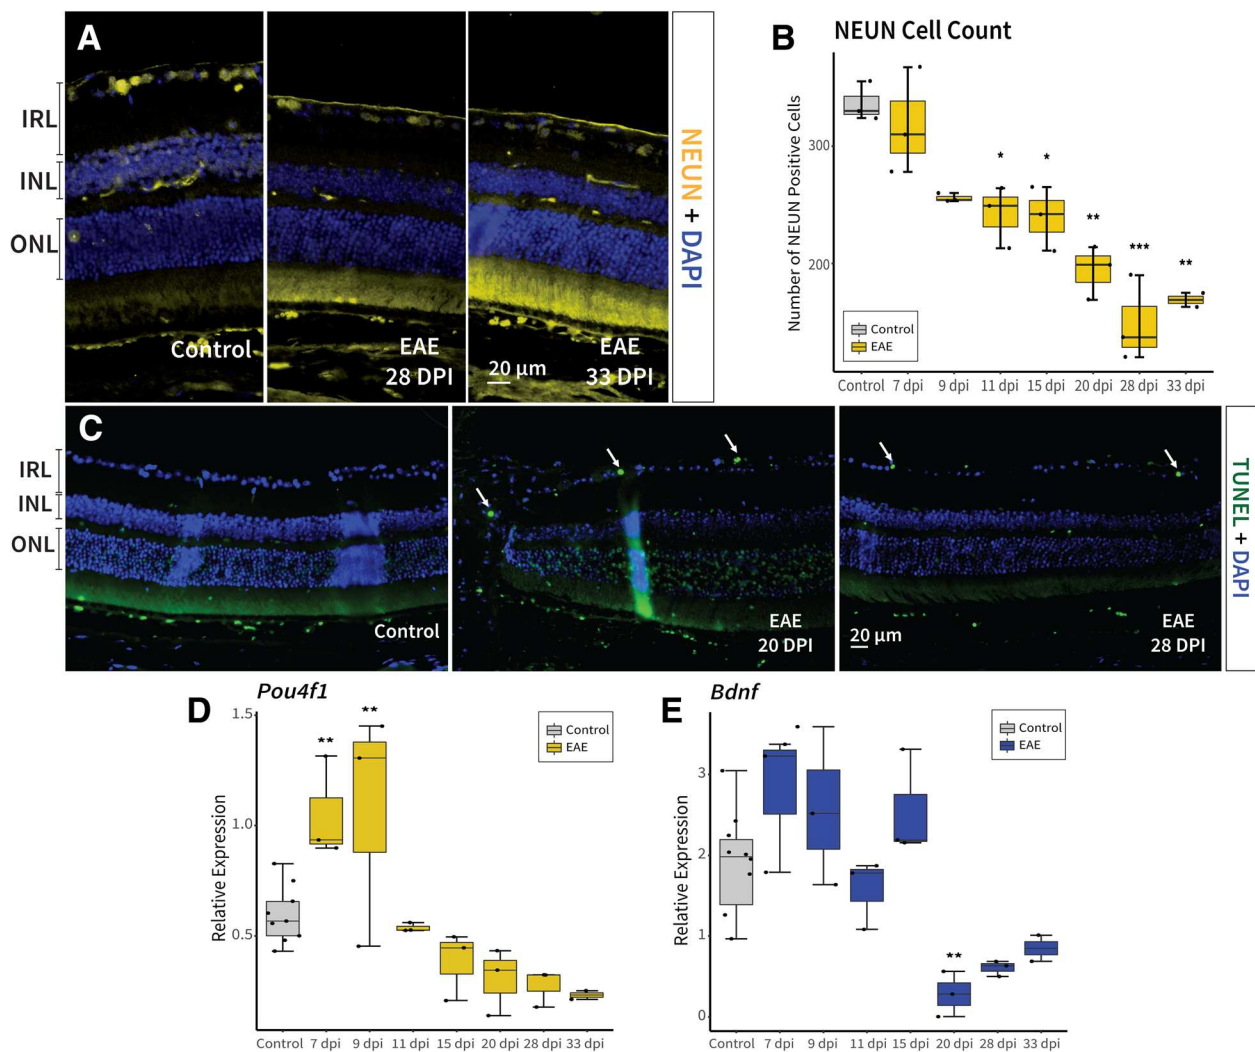 A
IRL
INL
ONL
Control
EAE
28 DPI
20 µm
EAE
33 DPI
NEUN + DAPI
B
NEUN Cell Count
Number of NEUN Positive Cells
300
200
* * ** *** **
Control
EAE
Control 7 dpi 9 dpi 11 dpi 15 dpi 20 dpi 28 dpi 33 dpi
C
IRL
INL
ONL
Control
EAE
20 DPI
20 µm
EAE
28 DPI
TUNEL + DAPI
D
Pou4f1
Relative Expression
1.5
1.0
0.5
** **
Control
EAE
Control 7 dpi 9 dpi 11 dpi 15 dpi 20 dpi 28 dpi 33 dpi
E
Bdnf
Relative Expression
3
2
1
0
**
Control
EAE
Control 7 dpi 9 dpi 11 dpi 15 dpi 20 dpi 28 dpi 33 dpi